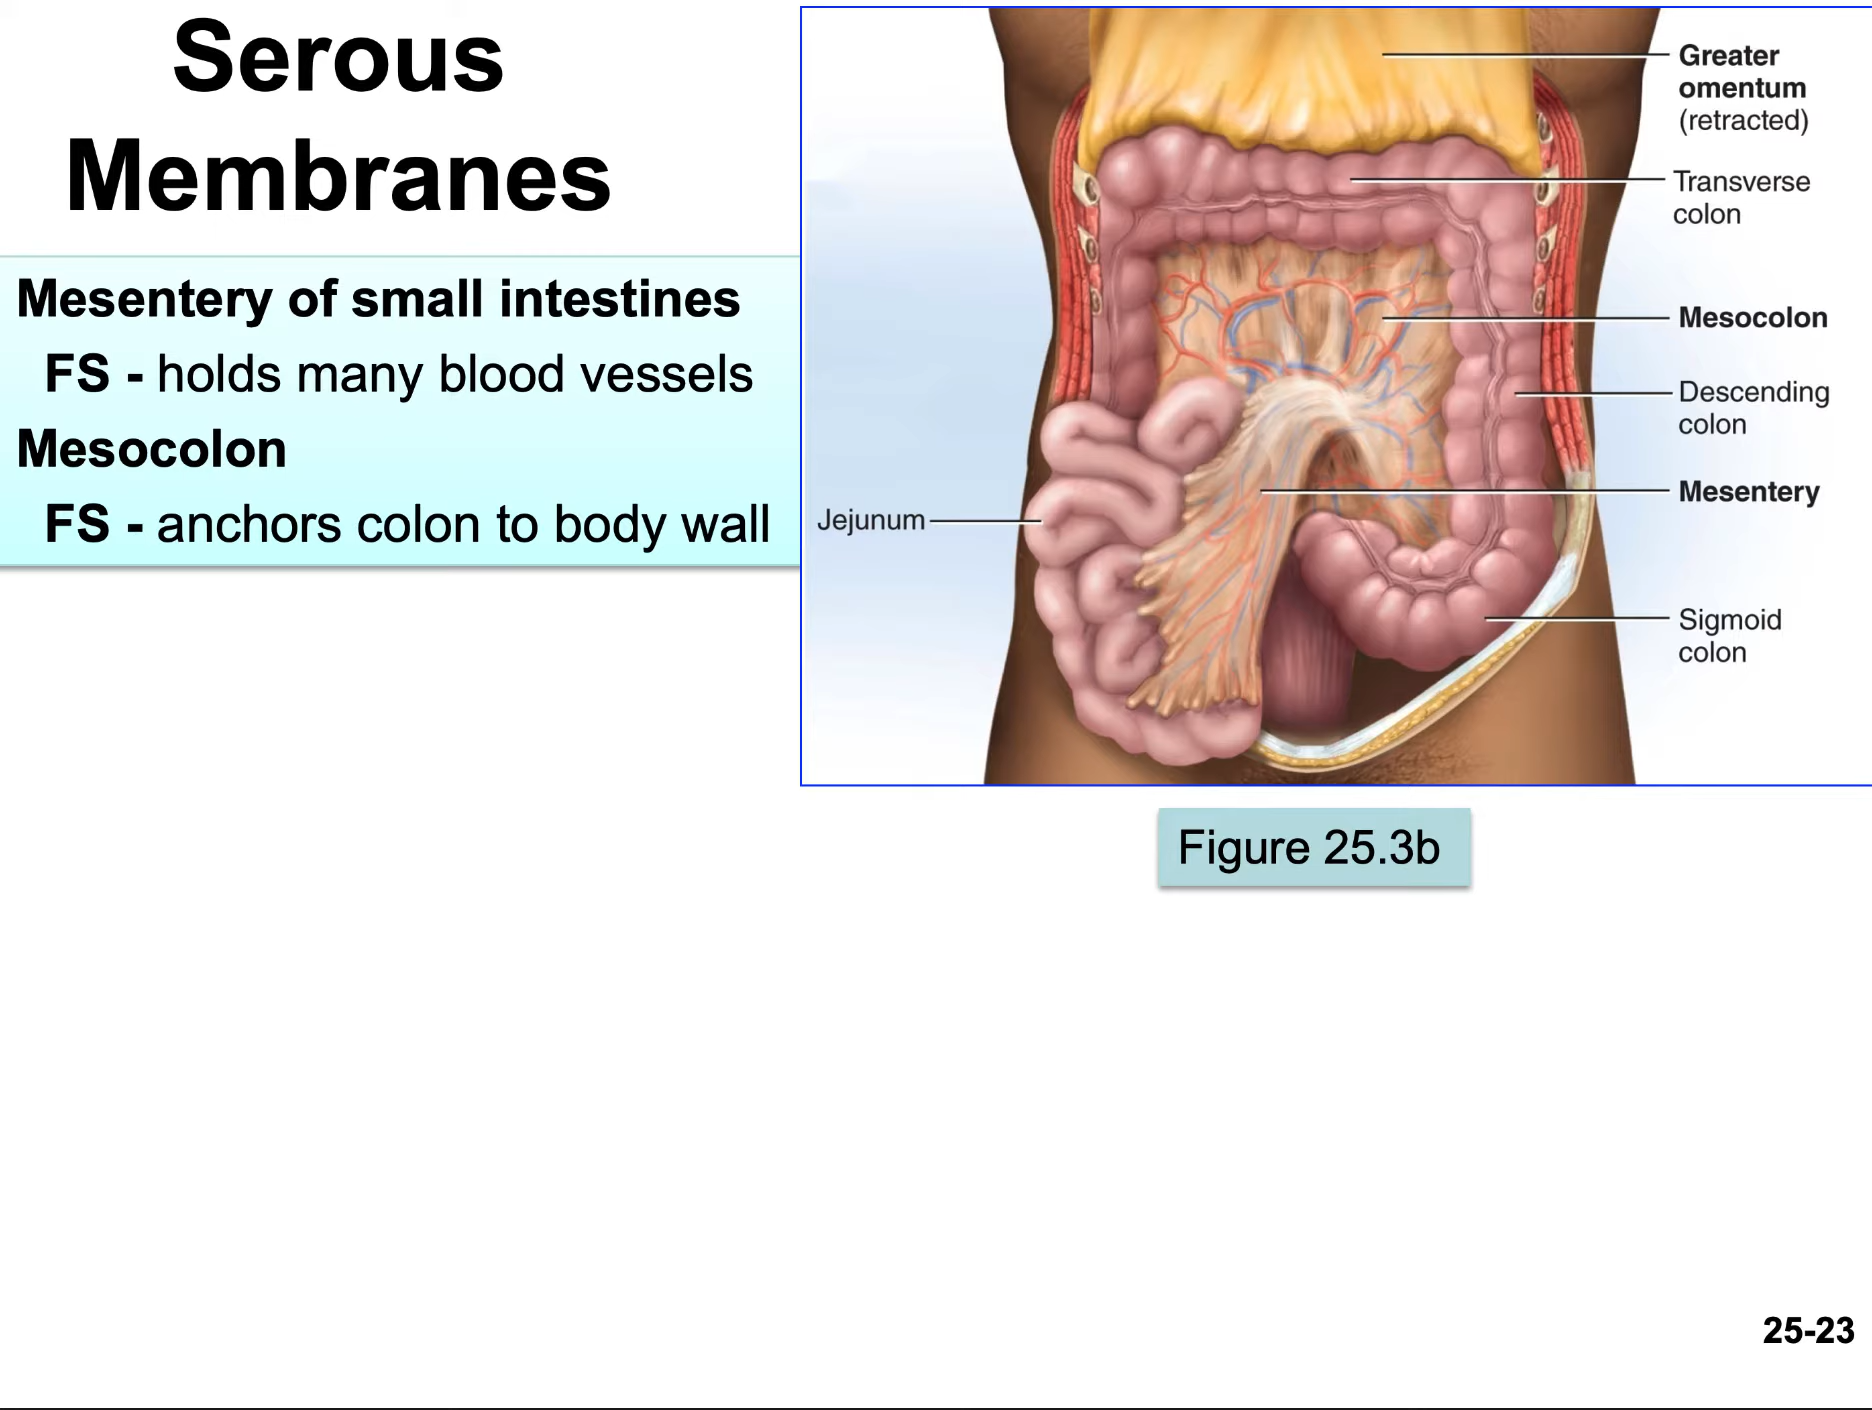 Serous
Membranes
Mesentery of small intestines
FS - holds many blood vessels
Mesocolon
FS - anchors colon to body wall
Greater
omentum
(retracted)
Transverse
colon
Mesocolon
Descending
colon
Mesentery
Jejunum
Sigmoid
colon
Figure 25.3b
25-23